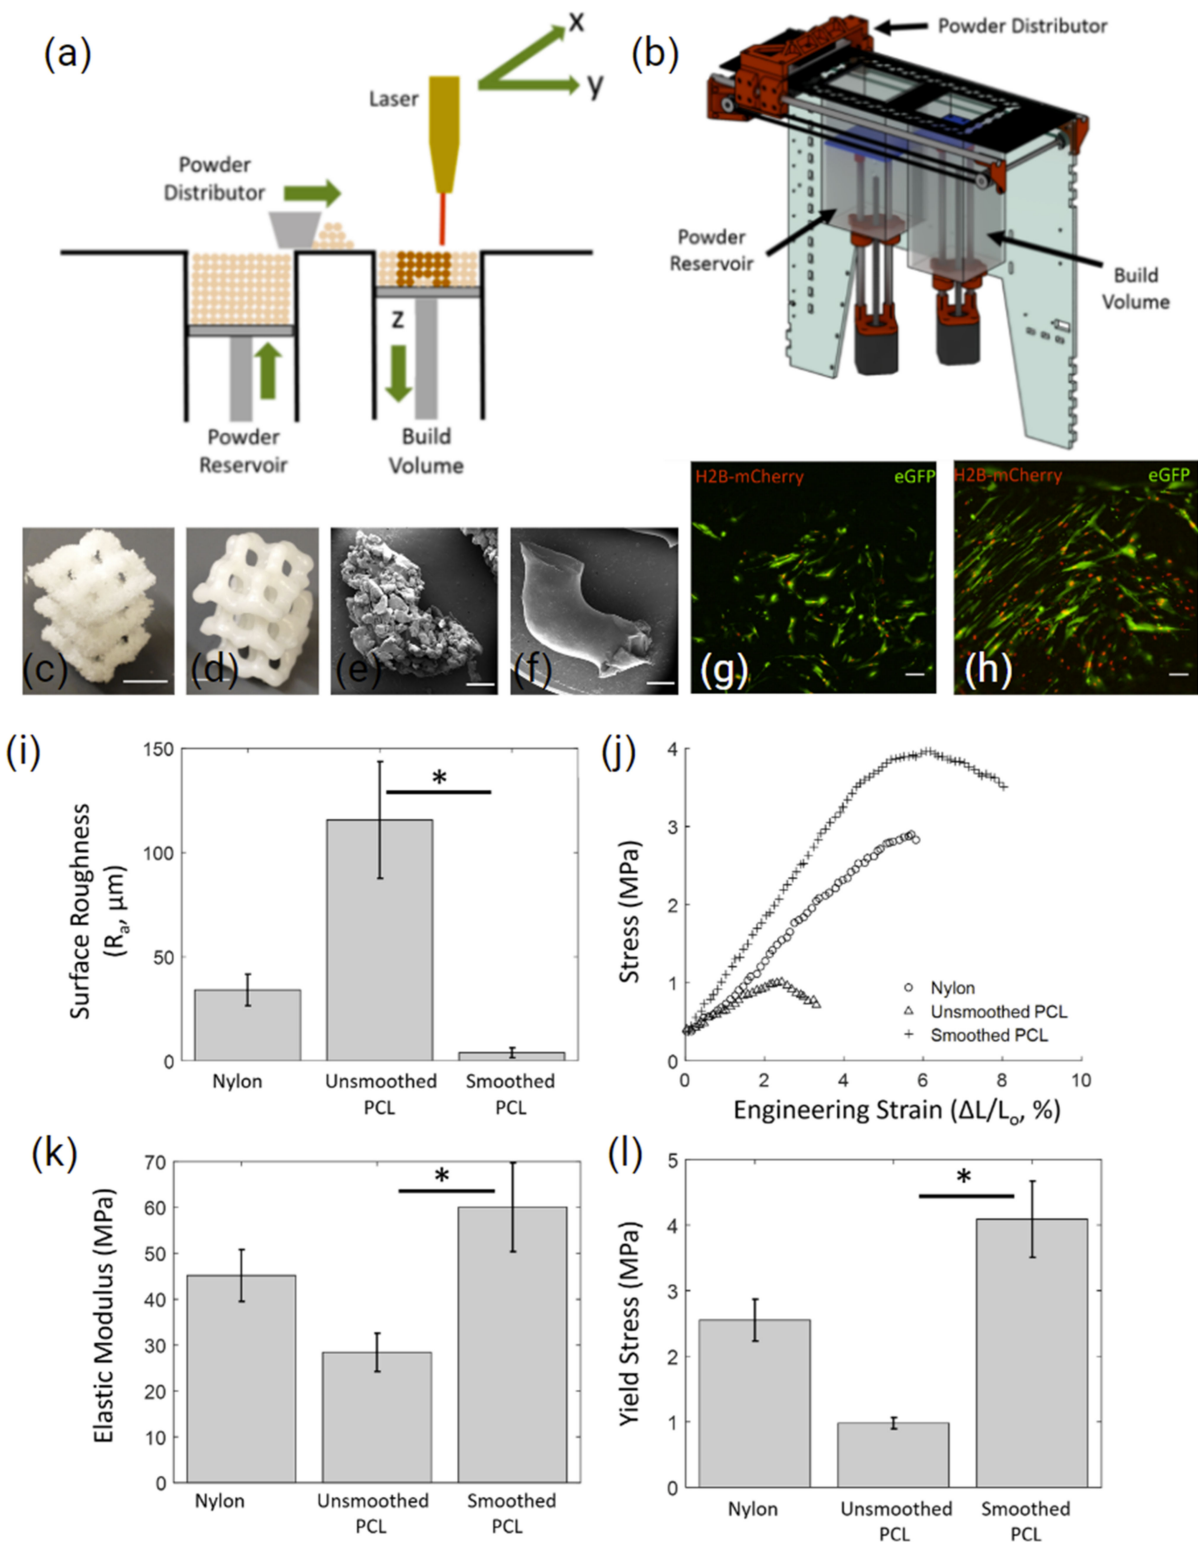 (a)
x
y
Laser
Powder
Distributor
z
Powder
Reservoir
Build
Volume
(b)
Powder Distributor
Powder
Reservoir
Build
Volume
(c)
(d)
(e)
(f)
H2B-mCherry eGFP
(g)
H2B-mCherry eGFP
(h)
(i)
150
100
50
0
Surface Roughness
(Ra, μm)
*
Nylon
Unsmoothed
PCL
Smoothed
PCL
(j)
4
3
2
1
0
Stress (MPa)
Nylon
Unsmoothed PCL
Smoothed PCL
0 2 4 6 8 10
Engineering Strain (ΔL/Lo, %)
(k)
70
60
50
40
30
20
10
0
Elastic Modulus (MPa)
*
Nylon
Unsmoothed
PCL
Smoothed
PCL
(l)
5
4
3
2
1
0
Yield Stress (MPa)
*
Nylon
Unsmoothed
PCL
Smoothed
PCL